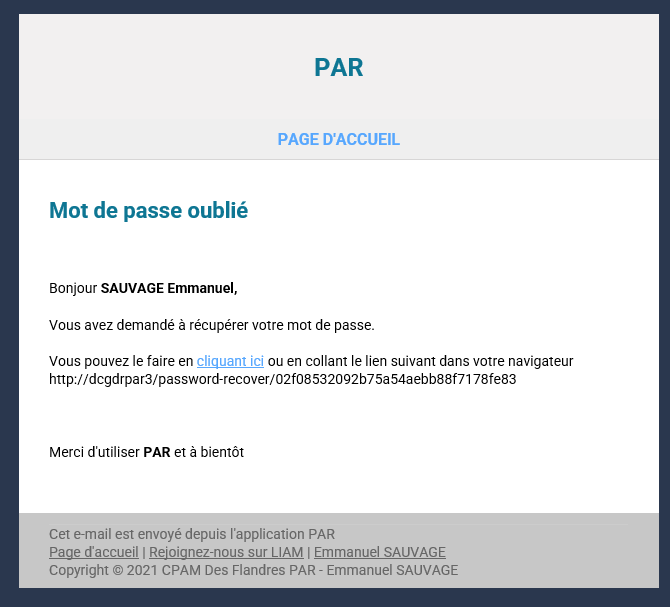 PAR
PAGE D'ACCUEIL
Mot de passe oublié
Bonjour SAUVAGE Emmanuel,
Vous avez demandé à récupérer votre mot de passe.
Vous pouvez le faire en cliquant ici ou en collant le lien suivant dans votre navigateur
http://dcgdrpar3/password-recover/02f08532092b75a54aebb88f7178fe83
Merci d'utiliser PAR et à bientôt
Cet e-mail est envoyé depuis l'application PAR
Page d'accueil | Rejoignez-nous sur LIAM | Emmanuel SAUVAGE
Copyright © 2021 CPAM Des Flandres PAR - Emmanuel SAUVAGE